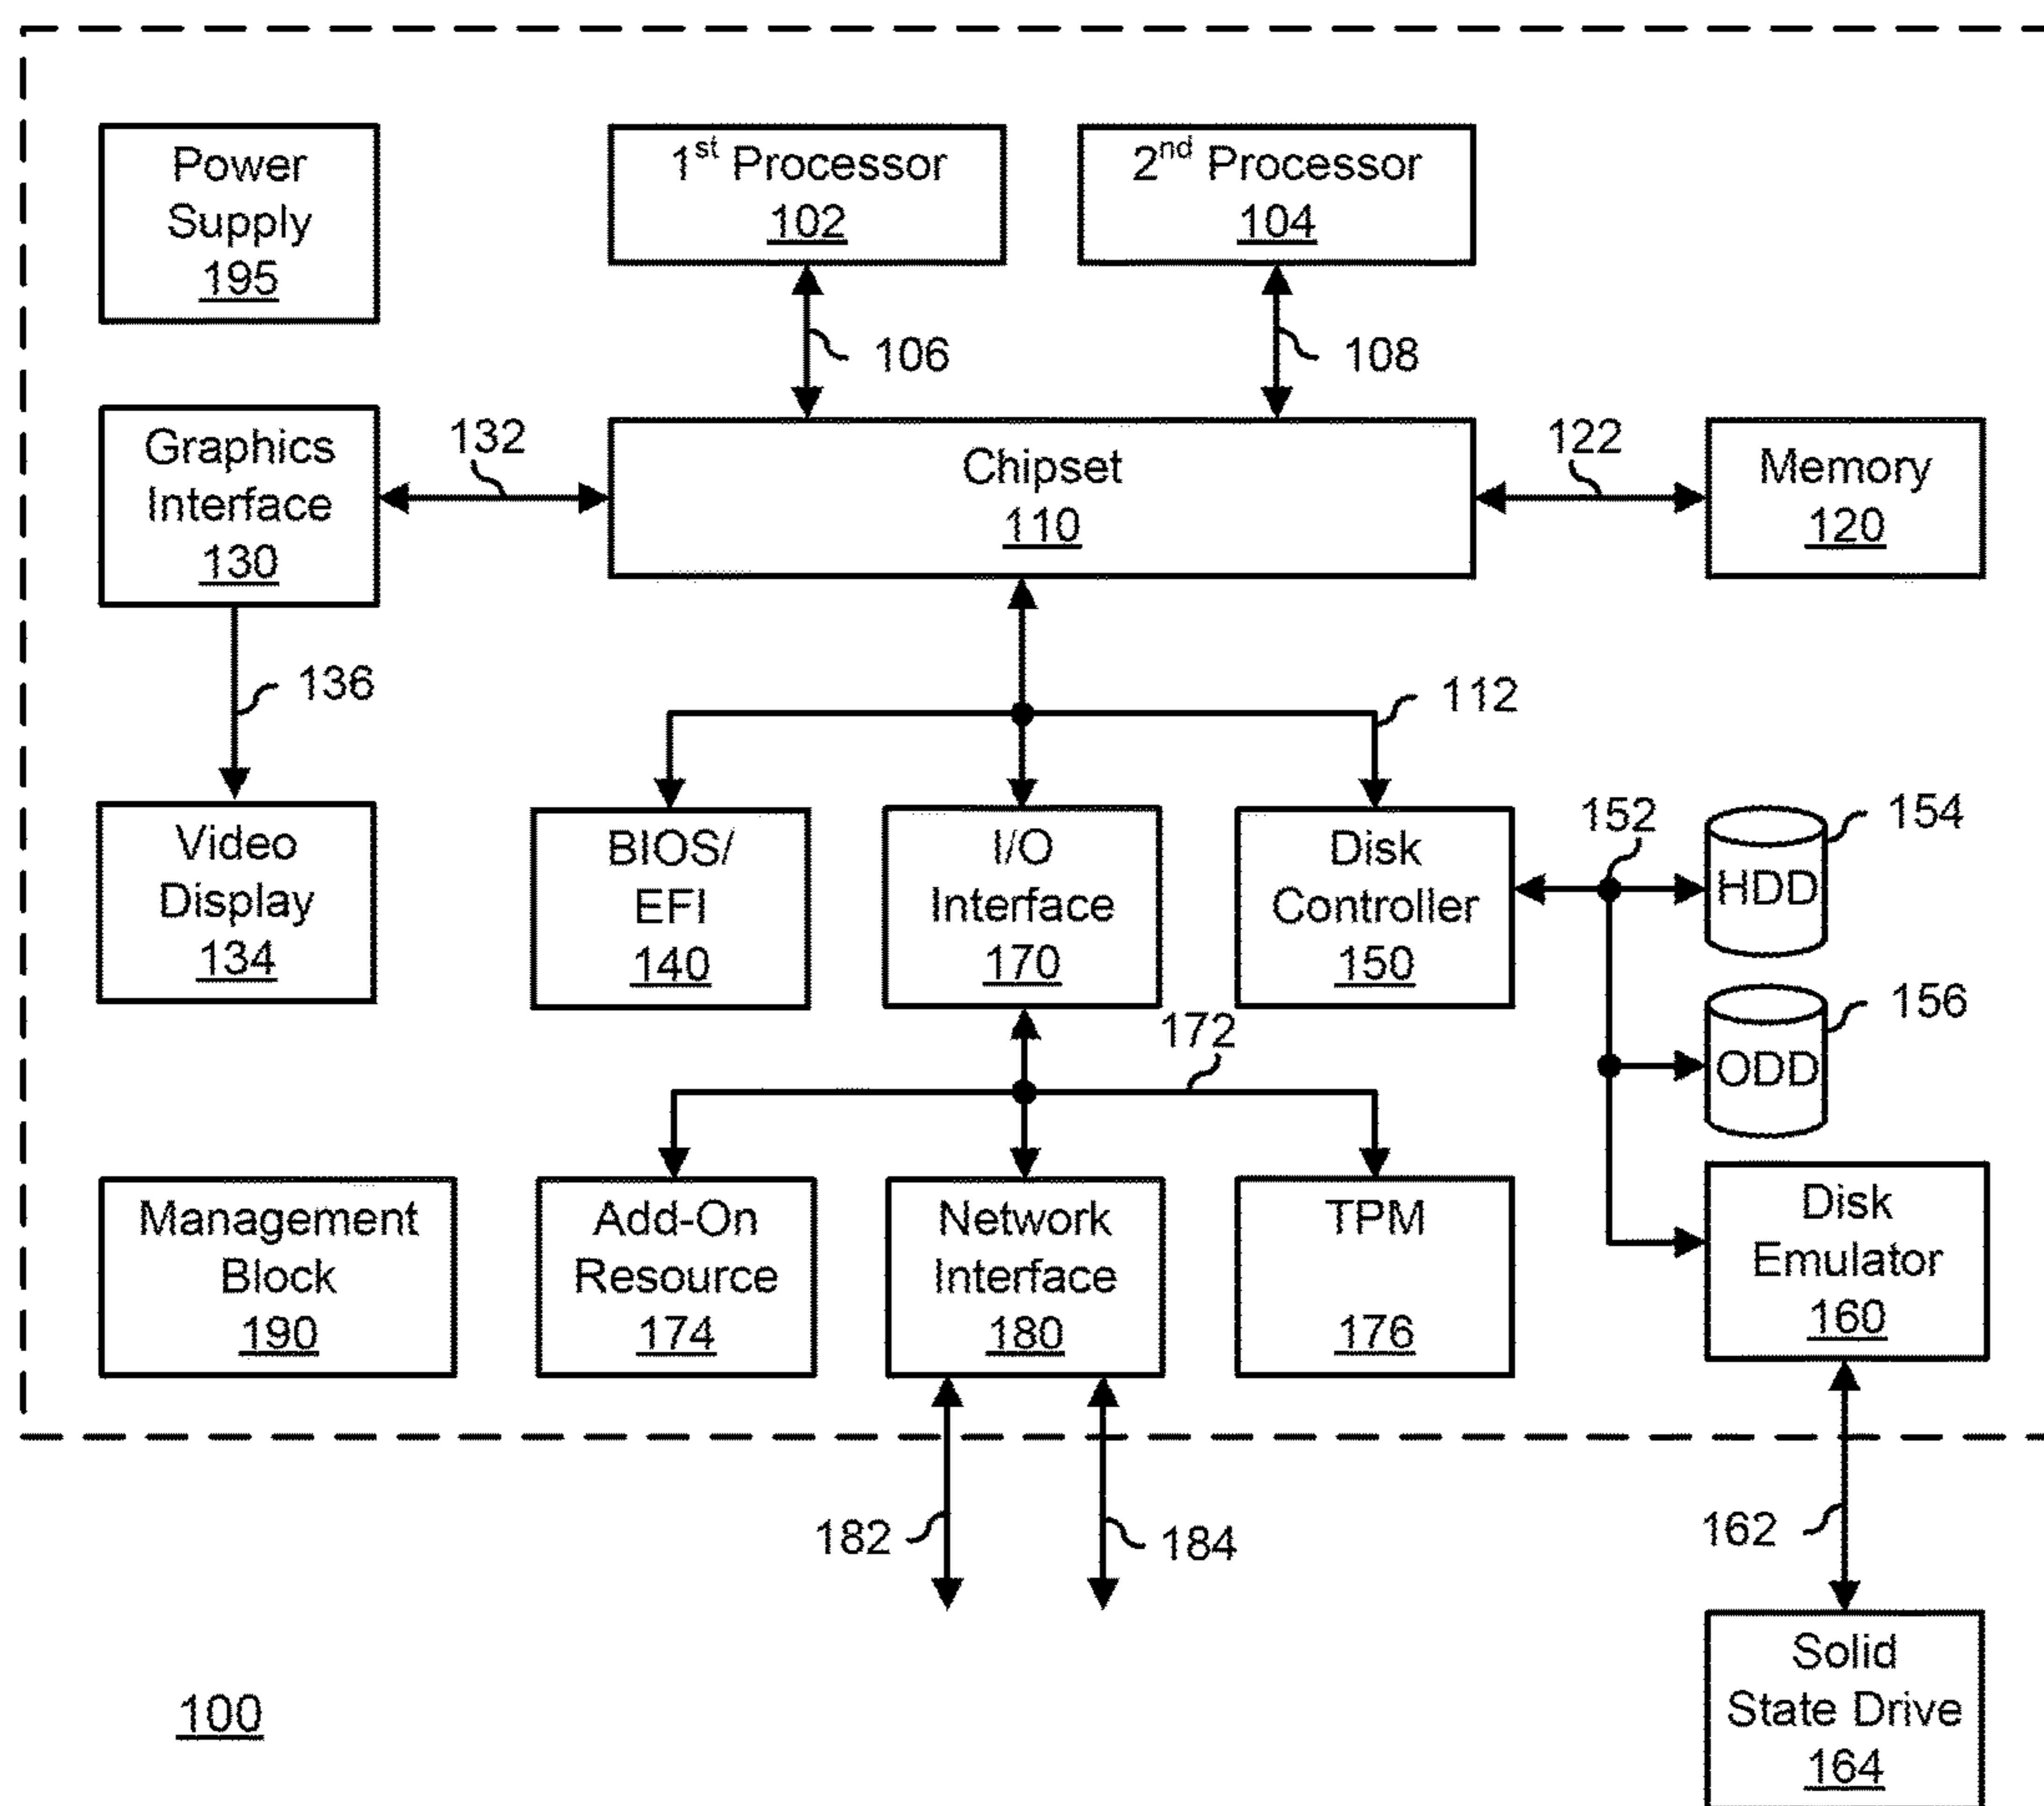 Power
Supply
195
1st Processor
102
2nd Processor
104
106
108
Graphics
Interface
130
132
Chipset
110
122
Memory
120
136
112
Video
Display
134
BIOS/
EFI
140
I/O
Interface
170
Disk
Controller
150
152
HDD
154
ODD
156
172
Management
Block
190
Add-On
Resource
174
Network
Interface
180
TPM
176
Disk
Emulator
160
182
184
162
Solid
State Drive
164
100